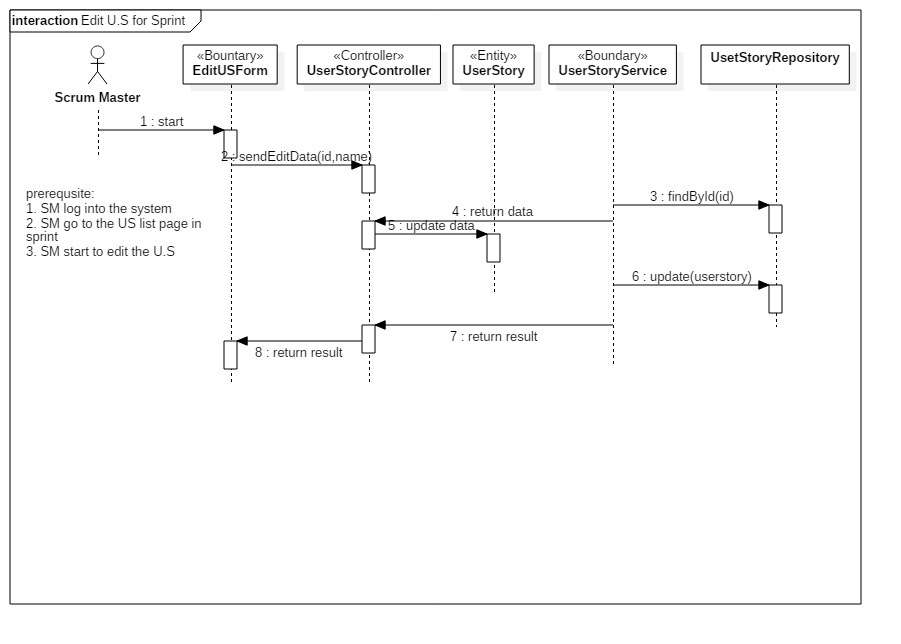 interaction Edit U.S for Sprint
«Bountary»
EditUSForm
«Controller»
UserStoryController
«Entity»
UserStory
«Boundary»
UserStoryService
UsetStoryRepository
Scrum Master
1 : start
2 : sendEditData(id,name)
prerequsite:
1. SM log into the system
2. SM go to the US list page in
sprint
3. SM start to edit the U.S
3 : findById(id)
4 : return data
5 : update data
6 : update(userstory)
7 : return result
8 : return result